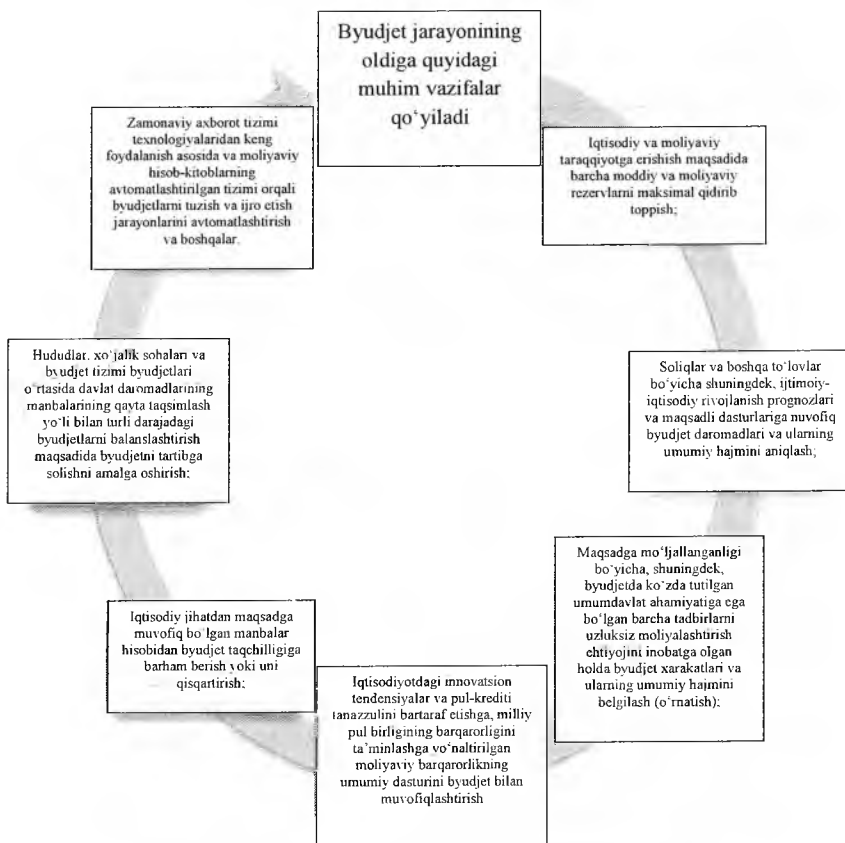 Byudjet jarayonining
oldiga quyidagi
muhim vazifalar
qo‘yiladi
Iqtisodiy va moliyaviy
taraqqiyotga erishish maqsadida
barcha moddiy va moliyaviy
rezervlarni maksimal qidirib
toppish;
Soliqlar va boshqa to‘lovlar
bo‘yicha shuningdek, ijtimoiy-
iqtisodiy rivojlanish prognozlari
va maqsadli dasturlariga nuvofiq
byudjet daromadlari va ularning
umumiy hajmini aniqlash;
Maqsadga mo‘ljallanganligi
bo‘yicha, shuningdek,
byudjetda ko‘zda tutilgan
umumdavlat ahamiyatiga ega
bo‘lgan barcha tadbirlarni
uzluksiz moliyalashtirish
ehtiyojini inobatga olgan
holda byudjet xarakatlari va
ularning umumiy hajmini
belgilash (o‘rnatish);
Iqtisodiyotdagi innovatsion
tendensiyalar va pul-krediti
tanazzulini bartaraf etishga, milliy
pul birligining barqarorligini
ta’minlashga yo‘naltirilgan
moliyaviy barqarorlikning
umumiy dasturini byudjet bilan
muvofiqlashtirish
Iqtisodiy jihatdan maqsadga
muvofiq bo‘lgan manbalar
hisobidan byudjet taqchilligiga
barham berish yoki uni
qisqartirish;
Hududlar, xo‘jalik sohalari va
byudjet tizimi byudjetlari
o‘rtasida davlat daromadlarining
manbalarining qayta taqsimlash
yo‘li bilan turli darajadagi
byudjetlarni balanslashtirish
maqsadida byudjetni tartibga
solishni amalga oshirish;
Zamonaviy axborot tizimi
texnologiyalaridan keng
foydalanish asosida va moliyaviy
hisob-kitoblarning
avtomatlashtirilgan tizimi orqali
byudjetlarni tuzish va ijro etish
jarayonlarini avtomatlashtirish
va boshqalar.